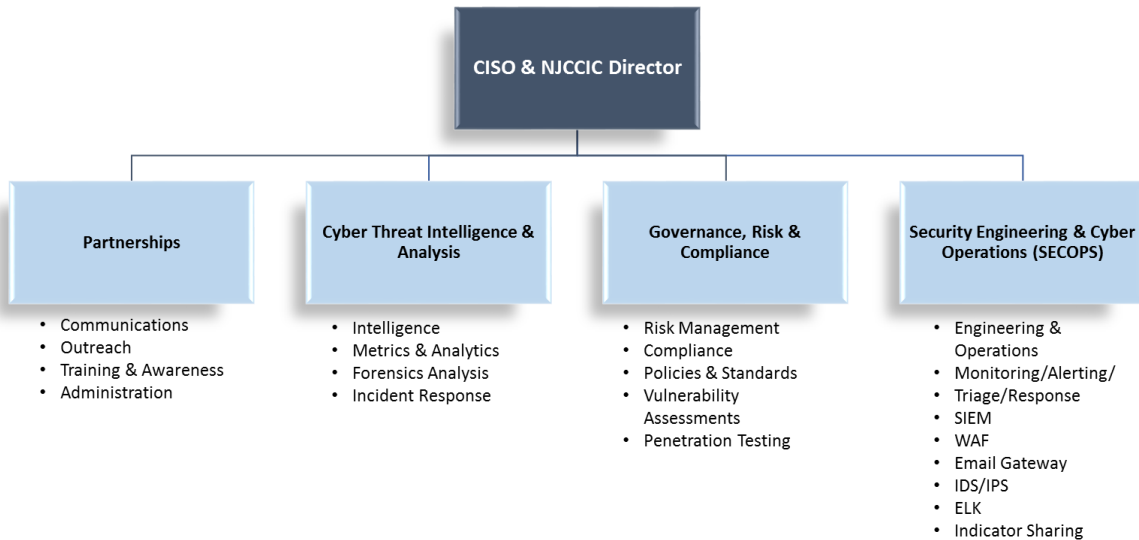 CISO & NJCCIC Director
Partnerships
• Communications
• Outreach
• Training & Awareness
• Administration
Cyber Threat Intelligence &
Analysis
• Intelligence
• Metrics & Analytics
• Forensics Analysis
• Incident Response
Governance, Risk &
Compliance
• Risk Management
• Compliance
• Policies & Standards
• Vulnerability
Assessments
• Penetration Testing
Security Engineering & Cyber
Operations (SECOPS)
• Engineering &
Operations
• Monitoring/Alerting/
• Triage/Response
• SIEM
• WAF
• Email Gateway
• IDS/IPS
• ELK
• Indicator Sharing